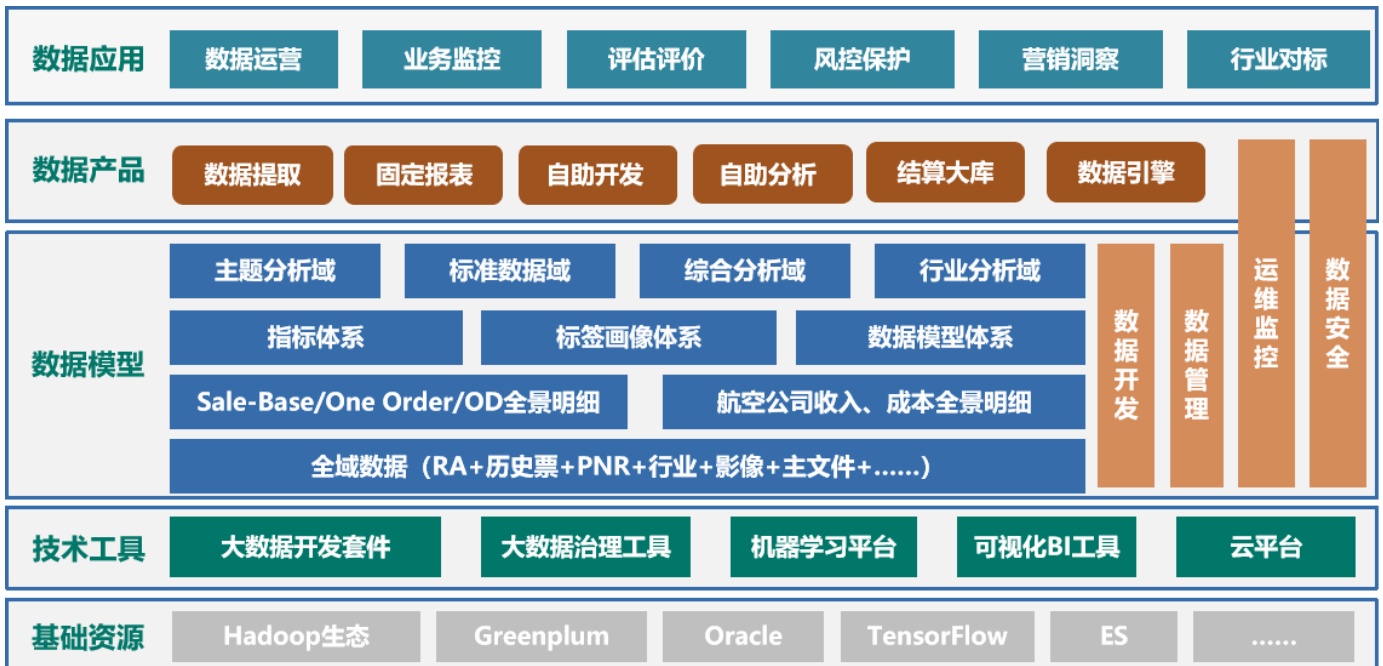 数据应用
数据运营
业务监控
评估评价
风控保护
营销洞察
行业对标
数据产品
数据提取
固定报表
自助开发
自助分析
结算大库
数据引擎
数据模型
主题分析域
标准数据域
综合分析域
行业分析域
指标体系
标签画像体系
数据模型体系
Sale-Base/One Order/OD全景明细
航空公司收入、成本全景明细
全域数据（RA+历史票+PNR+行业+影像+主文件+……）
数据开发
数据管理
运维监控
数据安全
技术工具
大数据开发套件
大数据治理工具
机器学习平台
可视化BI工具
云平台
基础资源
Hadoop生态
Greenplum
Oracle
TensorFlow
ES
……